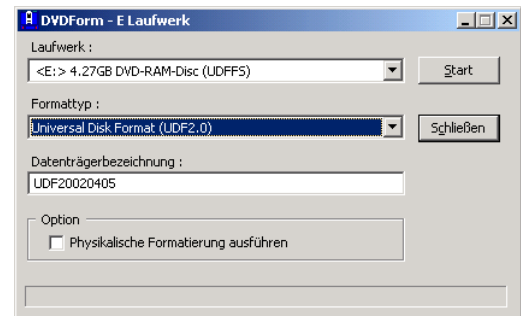 DVDForm - E Laufwerk
Laufwerk :
<E:> 4.27GB DVD-RAM-Disc (UDFFS)
Start
Formattyp :
Universal Disk Format (UDF2.0)
Schließen
Datenträgerbezeichnung :
UDF20020405
Option
Physikalische Formatierung ausführen